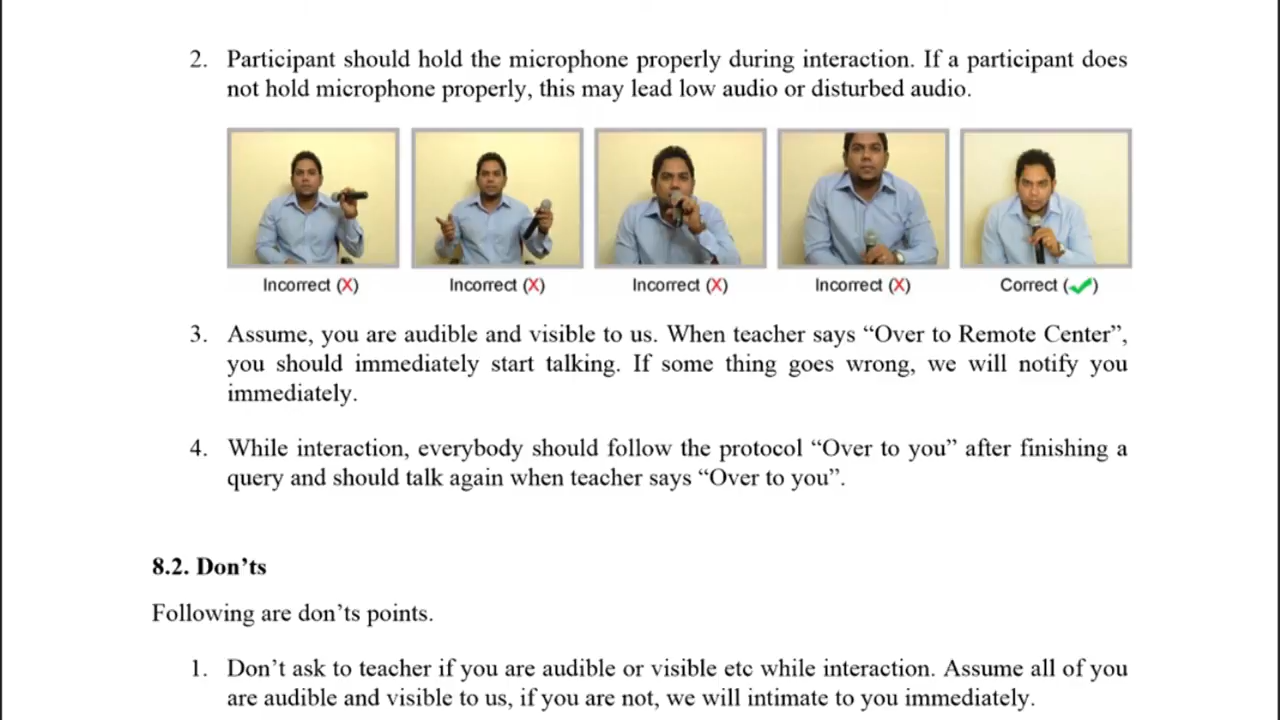 2. Participant should hold the microphone properly during interaction. If a participant does
not hold microphone properly, this may lead low audio or disturbed audio.
Incorrect (X) Incorrect (X) Incorrect (X) Incorrect (X) Correct (✓)
3. Assume, you are audible and visible to us. When teacher says “Over to Remote Center”,
you should immediately start talking. If some thing goes wrong, we will notify you
immediately.
4. While interaction, everybody should follow the protocol “Over to you” after finishing a
query and should talk again when teacher says “Over to you”.
8.2. Don’ts
Following are don’ts points.
1. Don’t ask to teacher if you are audible or visible etc while interaction. Assume all of you
are audible and visible to us, if you are not, we will intimate to you immediately.